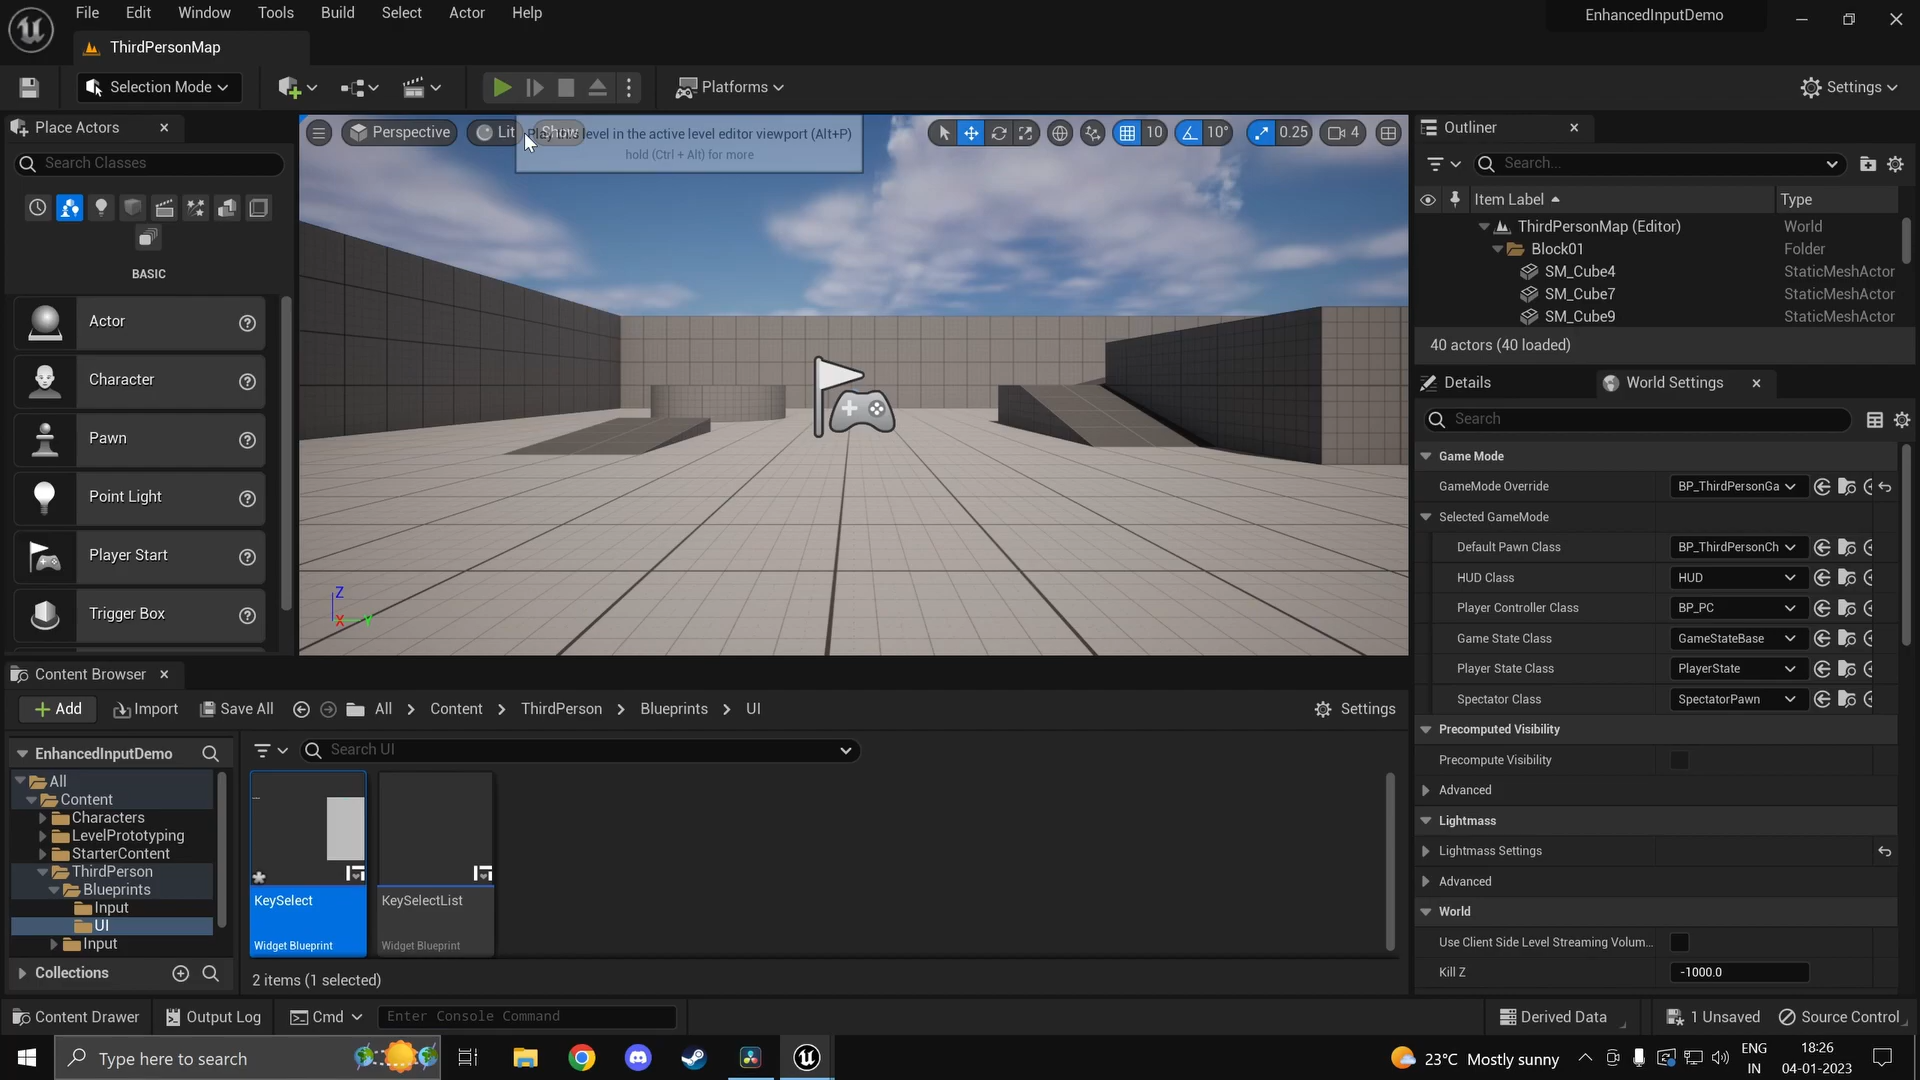 File Edit Window Tools Build Select Actor Help
EnhancedInputDemo
ThirdPersonMap
Selection Mode
Platforms
Settings
Place Actors
Search Classes
BASIC
Actor
Character
Pawn
Point Light
Player Start
Trigger Box
Perspective
Lit
Show
level in the active level editor viewport (Alt+P)
hold (Ctrl + Alt) for more
10
10°
0.25
4
Z
X
Y
Outliner
Search...
Item Label
Type
ThirdPersonMap (Editor) World
Block01 Folder
SM_Cube4 StaticMeshActor
SM_Cube7 StaticMeshActor
SM_Cube9 StaticMeshActor
40 actors (40 loaded)
Details
World Settings
Search
Game Mode
GameMode Override BP_ThirdPersonGa
Selected GameMode
Default Pawn Class BP_ThirdPersonCh
HUD Class HUD
Player Controller Class BP_PC
Game State Class GameStateBase
Player State Class PlayerState
Spectator Class SpectatorPawn
Precomputed Visibility
Precompute Visibility
Advanced
Lightmass
Lightmass Settings
Advanced
World
Use Client Side Level Streaming Volum...
Kill Z -1000.0
Content Browser
Add
Import
Save All
All
Content
ThirdPerson
Blueprints
UI
Settings
EnhancedInputDemo
Search UI
All
Content
Characters
LevelPrototyping
StarterContent
ThirdPerson
Blueprints
Input
UI
Input
Collections
KeySelect
Widget Blueprint
KeySelectList
Widget Blueprint
2 items (1 selected)
Content Drawer
Output Log
Cmd
Enter Console Command
Derived Data
1 Unsaved
Source Control
Type here to search
23°C Mostly sunny
ENG
IN
18:26
04-01-2023